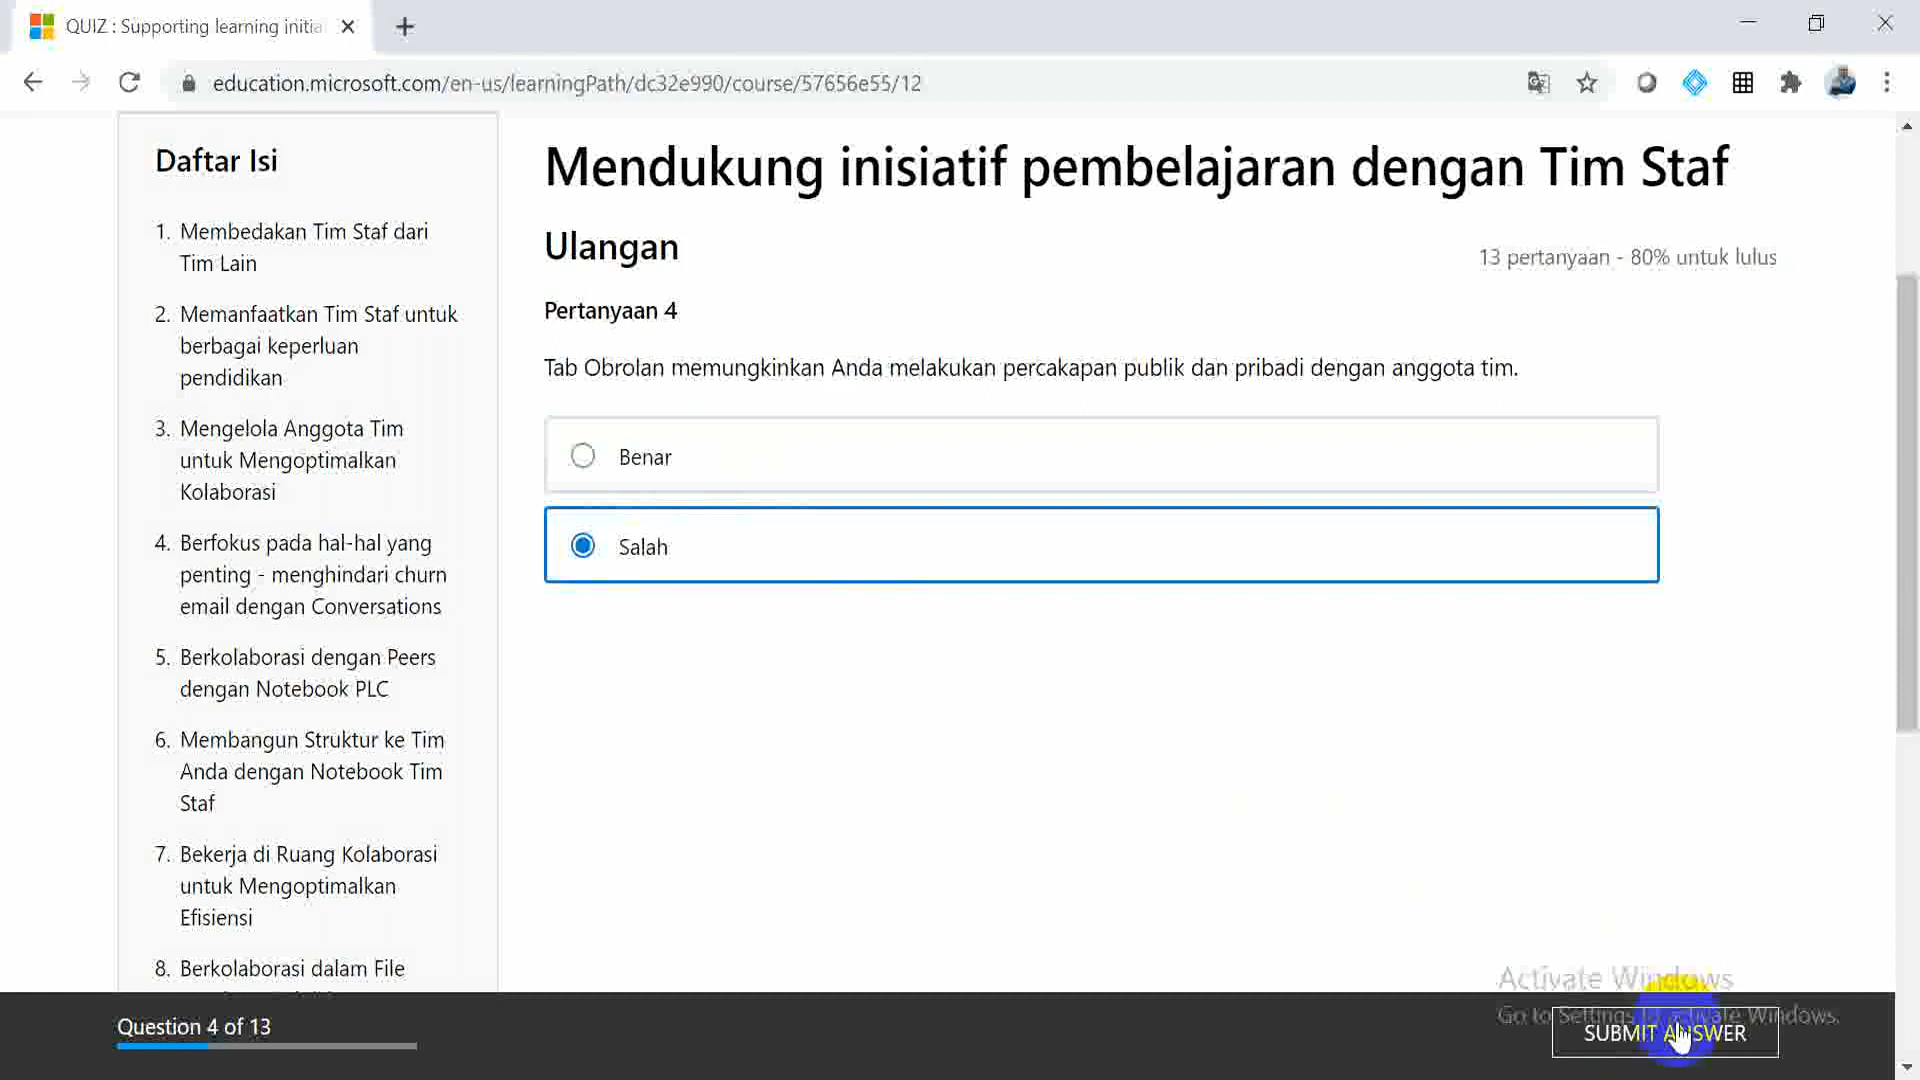 QUIZ : Supporting learning initia
education.microsoft.com/en-us/learningPath/dc32e990/course/57656e55/12
Daftar Isi
1. Membedakan Tim Staf dari
Tim Lain
2. Memanfaatkan Tim Staf untuk
berbagai keperluan
pendidikan
3. Mengelola Anggota Tim
untuk Mengoptimalkan
Kolaborasi
4. Berfokus pada hal-hal yang
penting - menghindari churn
email dengan Conversations
5. Berkolaborasi dengan Peers
dengan Notebook PLC
6. Membangun Struktur ke Tim
Anda dengan Notebook Tim
Staf
7. Bekerja di Ruang Kolaborasi
untuk Mengoptimalkan
Efisiensi
8. Berkolaborasi dalam File
Mendukung inisiatif pembelajaran dengan Tim Staf
Ulangan
13 pertanyaan - 80% untuk lulus
Pertanyaan 4
Tab Obrolan memungkinkan Anda melakukan percakapan publik dan pribadi dengan anggota tim.
Benar
Salah
Activate Windows
Go to Settings to activate Windows.
Question 4 of 13
SUBMIT ANSWER